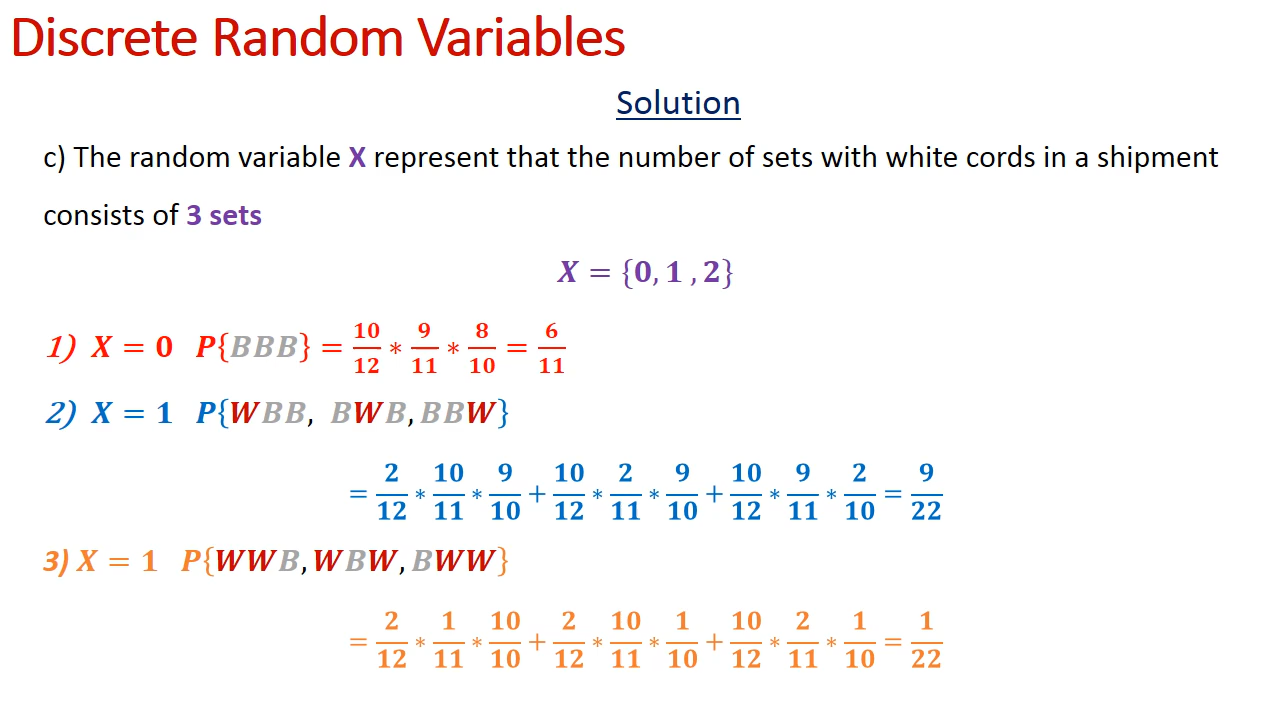 Discrete Random Variables
Solution
c) The random variable X represent that the number of sets with white cords in a shipment
consists of 3 sets
X = {0, 1 , 2}
1) X = 0 P{BBB} = 10/12 * 9/11 * 8/10 = 6/11
2) X = 1 P{WBB, BWB, BBW}
= 2/12 * 10/11 * 9/10 + 10/12 * 2/11 * 9/10 + 10/12 * 9/11 * 2/10 = 9/22
3) X = 1 P{WWB, WBW, BWW}
= 2/12 * 1/11 * 10/10 + 2/12 * 10/11 * 1/10 + 10/12 * 2/11 * 1/10 = 1/22